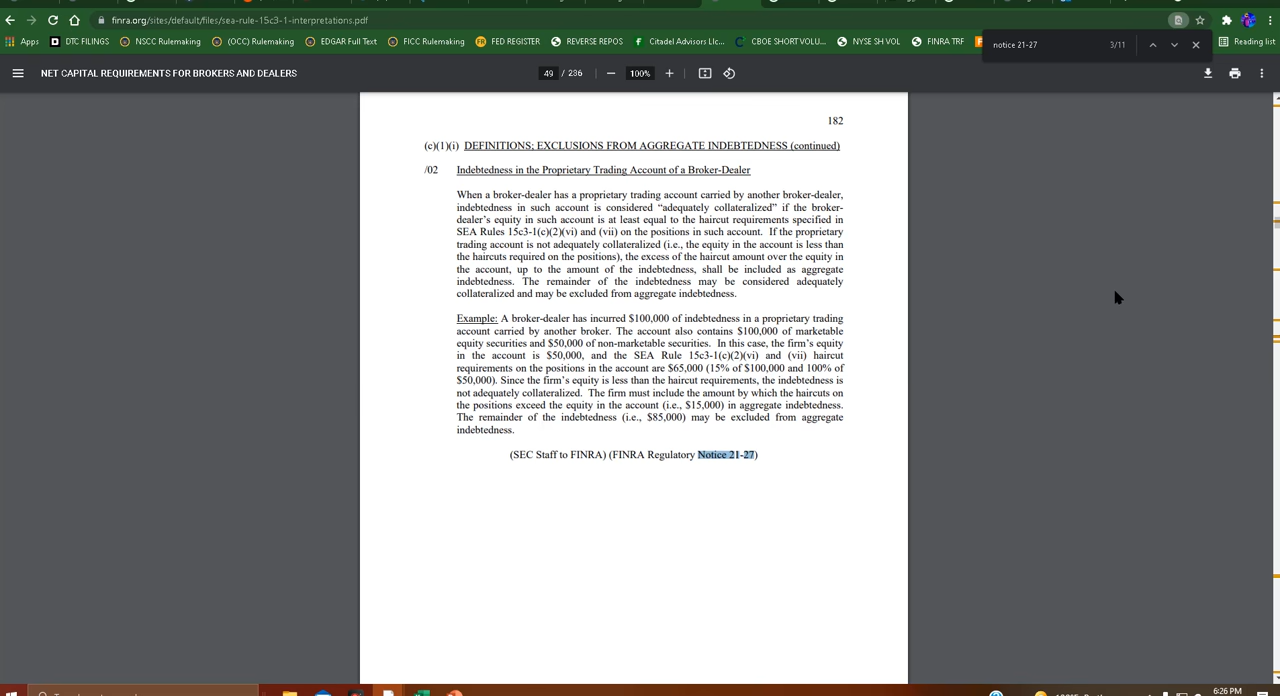 finra.org/sites/default/files/sea-rule-15c3-1-interpretations.pdf
Apps DTC FILINGS NSCC Rulemaking (OCC) Rulemaking EDGAR Full Text FICC Rulemaking FED REGISTER REVERSE REPOS Citadel Advisors Llc... CBOE SHORT VOLU... NYSE SH VOL FINRA TRF Reading list
notice 21-27 3/11
NET CAPITAL REQUIREMENTS FOR BROKERS AND DEALERS 49 / 236 — 100% +
182
(c)(1)(i) DEFINITIONS; EXCLUSIONS FROM AGGREGATE INDEBTEDNESS (continued)
/02 Indebtedness in the Proprietary Trading Account of a Broker-Dealer
When a broker-dealer has a proprietary trading account carried by another broker-dealer,
indebtedness in such account is considered “adequately collateralized” if the broker-
dealer’s equity in such account is at least equal to the haircut requirements specified in
SEA Rules 15c3-1(c)(2)(vi) and (vii) on the positions in such account. If the proprietary
trading account is not adequately collateralized (i.e., the equity in the account is less than
the haircuts required on the positions), the excess of the haircut amount over the equity in
the account, up to the amount of the indebtedness, shall be included as aggregate
indebtedness. The remainder of the indebtedness may be considered adequately
collateralized and may be excluded from aggregate indebtedness.
Example: A broker-dealer has incurred $100,000 of indebtedness in a proprietary trading
account carried by another broker. The account also contains $100,000 of marketable
equity securities and $50,000 of non-marketable securities. In this case, the firm’s equity
in the account is $50,000, and the SEA Rule 15c3-1(c)(2)(vi) and (vii) haircut
requirements on the positions in the account are $65,000 (15% of $100,000 and 100% of
$50,000). Since the firm’s equity is less than the haircut requirements, the indebtedness is
not adequately collateralized. The firm must include the amount by which the haircuts on
the positions exceed the equity in the account (i.e., $15,000) in aggregate indebtedness.
The remainder of the indebtedness (i.e., $85,000) may be excluded from aggregate
indebtedness.
(SEC Staff to FINRA) (FINRA Regulatory Notice 21-27)
6:26 PM